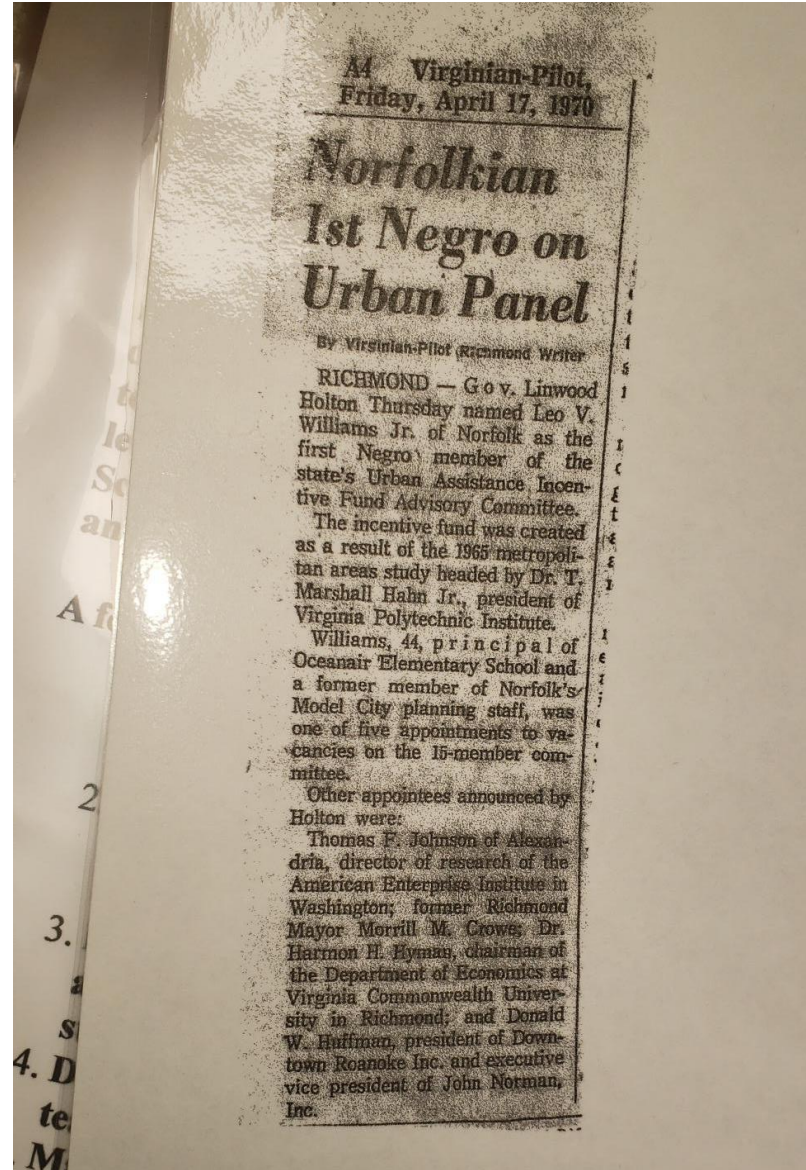 A4 Virginian-Pilot,
Friday, April 17, 1970
Norfolkian
1st Negro on
Urban Panel
By Virginian-Pilot Richmond Writer
RICHMOND — Gov. Linwood
Holton Thursday named Leo V.
Williams Jr. of Norfolk as the
first Negro member of the
state's Urban Assistance Incen-
tive Fund Advisory Committee.
The incentive fund was created
as a result of the 1965 metropoli-
tan areas study headed by Dr. T.
Marshall Hahn Jr., president of
Virginia Polytechnic Institute.
Williams, 44, principal of
Oceanair Elementary School and
a former member of Norfolk's
Model City planning staff, was
one of five appointments to va-
cancies on the 15-member com-
mittee.
Other appointees announced by
Holton were:
Thomas F. Johnson of Alexan-
dria, director of research of the
American Enterprise Institute in
Washington; former Richmond
Mayor Morrill M. Crowe; Dr.
Harmon H. Hyman, chairman of
the Department of Economics at
Virginia Commonwealth Univer-
sity in Richmond; and Donald
W. Huffman, president of Down-
town Roanoke Inc. and executive
vice president of John Norman,
Inc.
A
2
3.
4. D